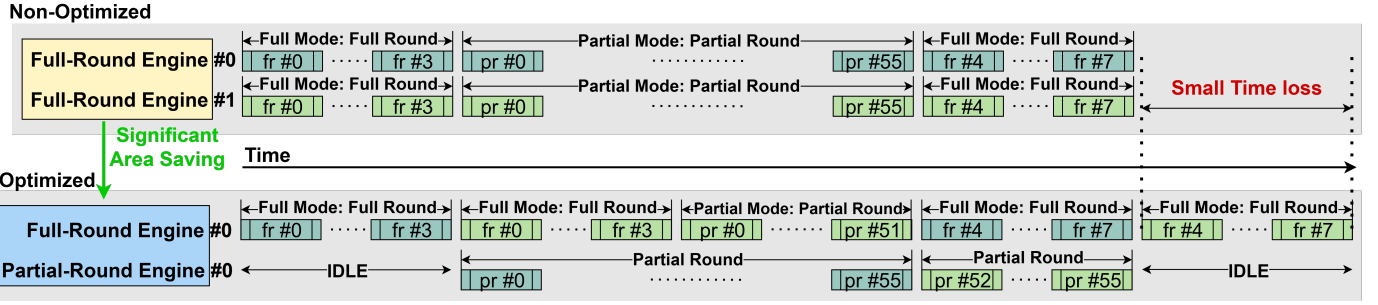 Non-Optimized
Full Mode: Full Round Partial Mode: Partial Round Full Mode: Full Round
Full-Round Engine #0 fr #0 ····· fr #3 pr #0 ············ pr #55 fr #4 ····· fr #7
Full Mode: Full Round Partial Mode: Partial Round Full Mode: Full Round Small Time loss
Full-Round Engine #1 fr #0 ····· fr #3 pr #0 ············ pr #55 fr #4 ····· fr #7
Significant
Area Saving
Time
Optimized
Full Mode: Full Round Full Mode: Full Round Partial Mode: Partial Round Full Mode: Full Round Full Mode: Full Round
Full-Round Engine #0 fr #0 ····· fr #3 fr #0 ····· fr #3 pr #0 ······· pr #51 fr #4 ····· fr #7 fr #4 ····· fr #7
Partial Round Partial Round
Partial-Round Engine #0 IDLE pr #0 ············ pr #55 pr #52 ····· pr #55 IDLE